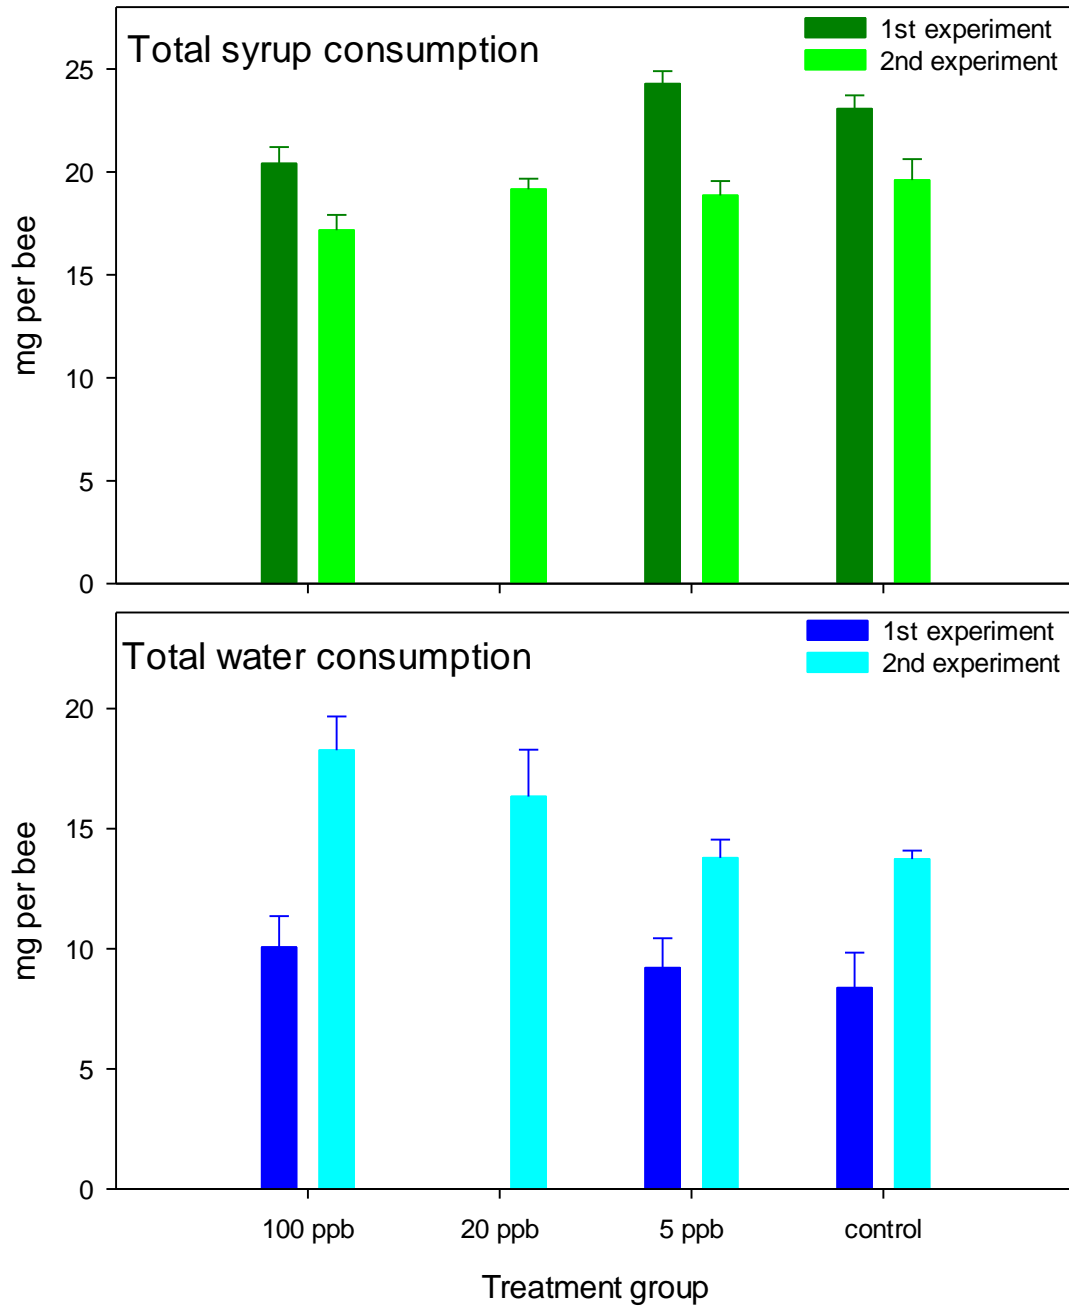 Total syrup consumption
1st experiment
2nd experiment
25
20
15
10
5
0
mg per bee
Total water consumption
1st experiment
2nd experiment
20
15
10
5
0
mg per bee
100 ppb 20 ppb 5 ppb control
Treatment group